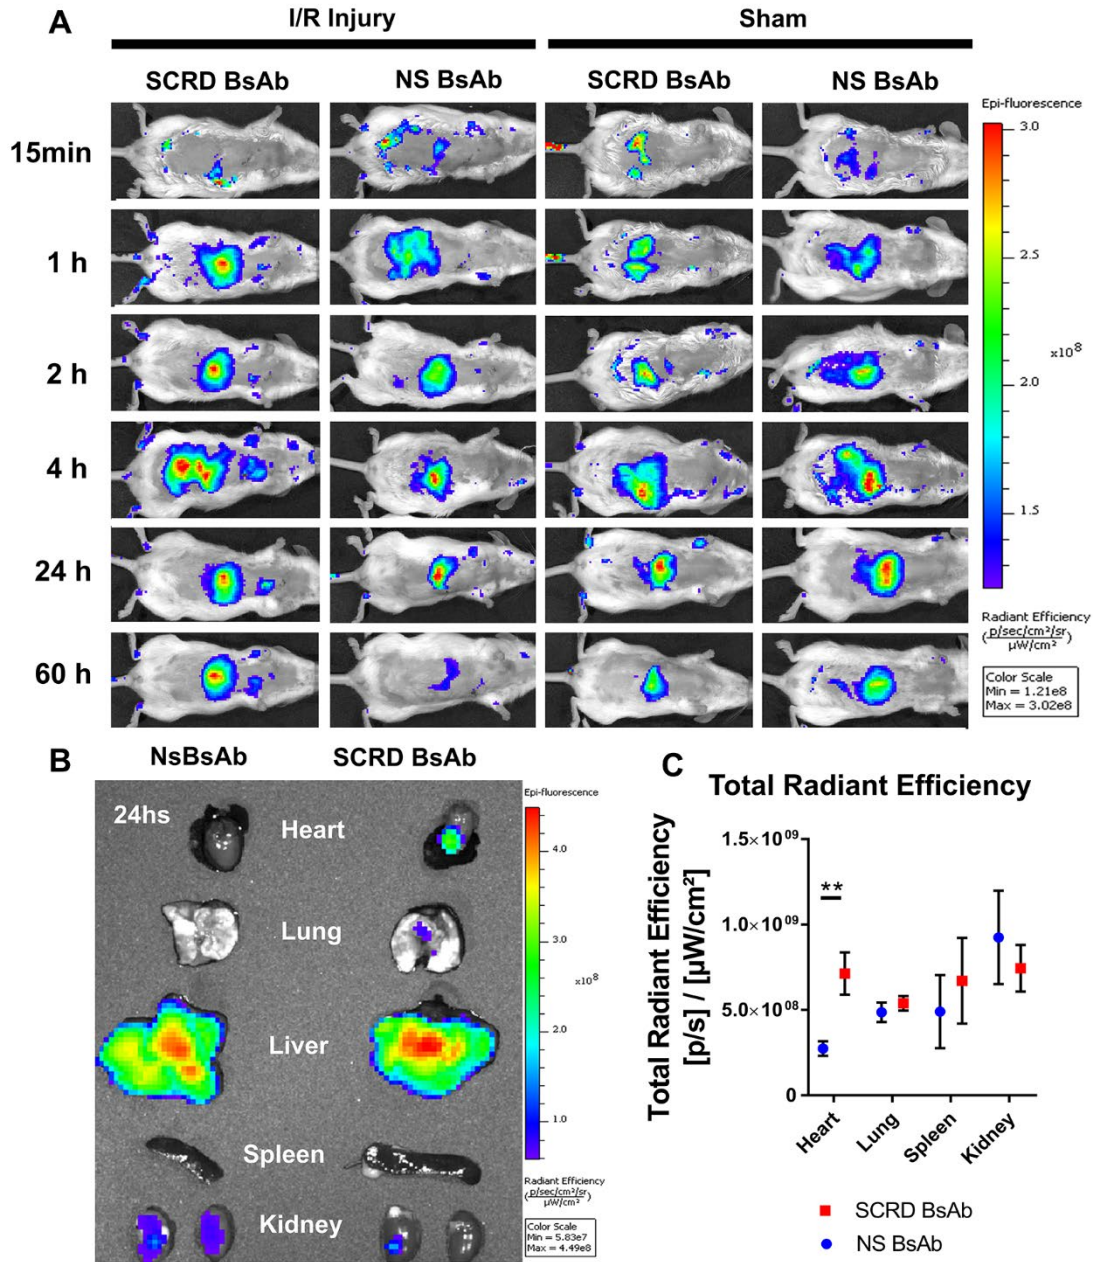 A
I/R Injury
Sham
SCRD BsAb
NS BsAb
SCRD BsAb
NS BsAb
15min
1 h
2 h
4 h
24 h
60 h
Epi-fluorescence
3.0
2.5
x10⁸
2.0
1.5
Radiant Efficiency
(p/sec/cm²/sr / µW/cm²)
Color Scale
Min = 1.21e8
Max = 3.02e8
B
NsBsAb
SCRD BsAb
24hs
Heart
Lung
Liver
Spleen
Kidney
Epi-fluorescence
4.0
3.0
x10⁸
2.0
1.0
Radiant Efficiency
(p/sec/cm²/sr / µW/cm²)
Color Scale
Min = 5.83e7
Max = 4.49e8
C
Total Radiant Efficiency
Total Radiant Efficiency
[p/s] / [µW/cm²]
1.5×10⁰⁹
1.0×10⁰⁹
5.0×10⁰⁸
0
**
Heart
Lung
Spleen
Kidney
SCRD BsAb
NS BsAb